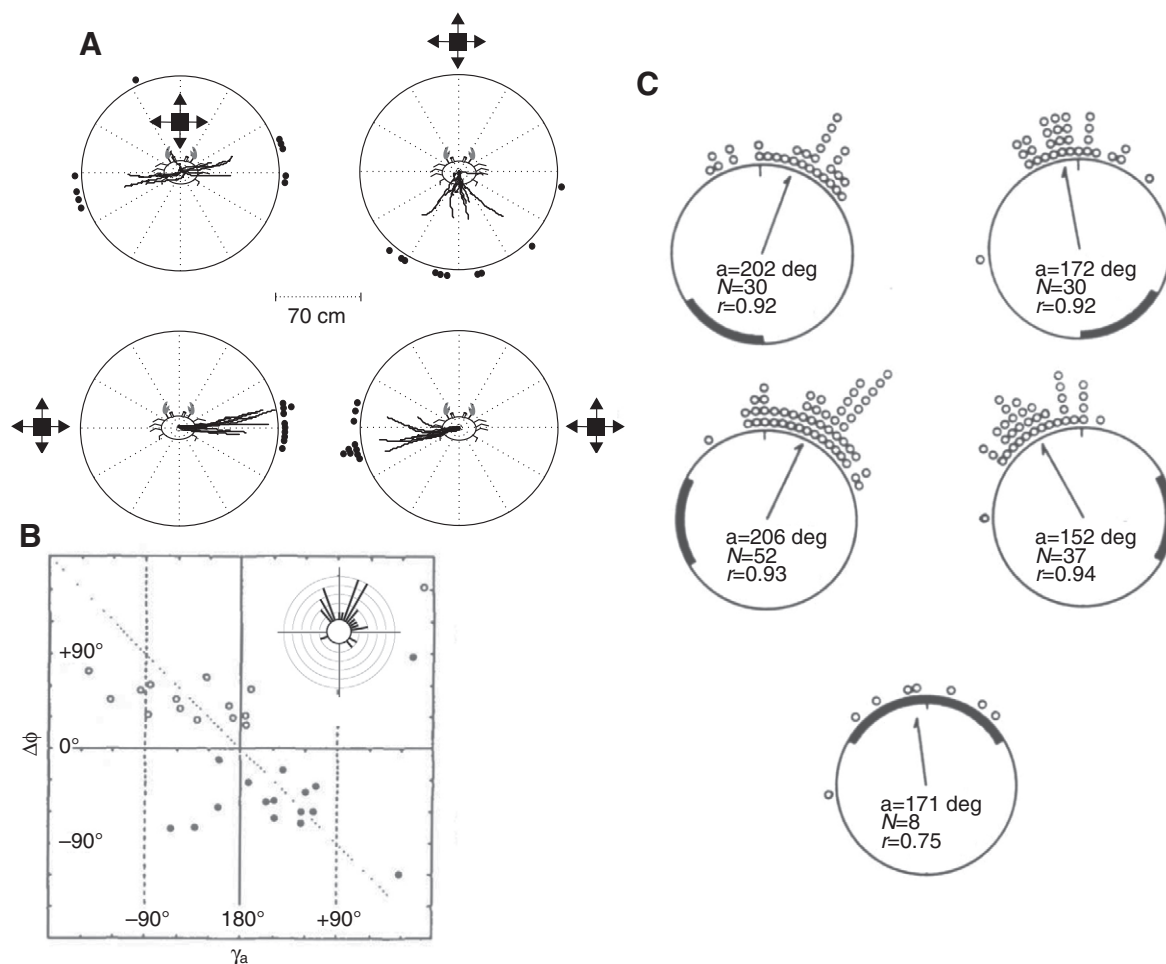 A
70 cm
B
+90°
0°
–90°
Δϕ
–90°
180°
+90°
γa
C
a=202 deg
N=30
r=0.92
a=172 deg
N=30
r=0.92
a=206 deg
N=52
r=0.93
a=152 deg
N=37
r=0.94
a=171 deg
N=8
r=0.75